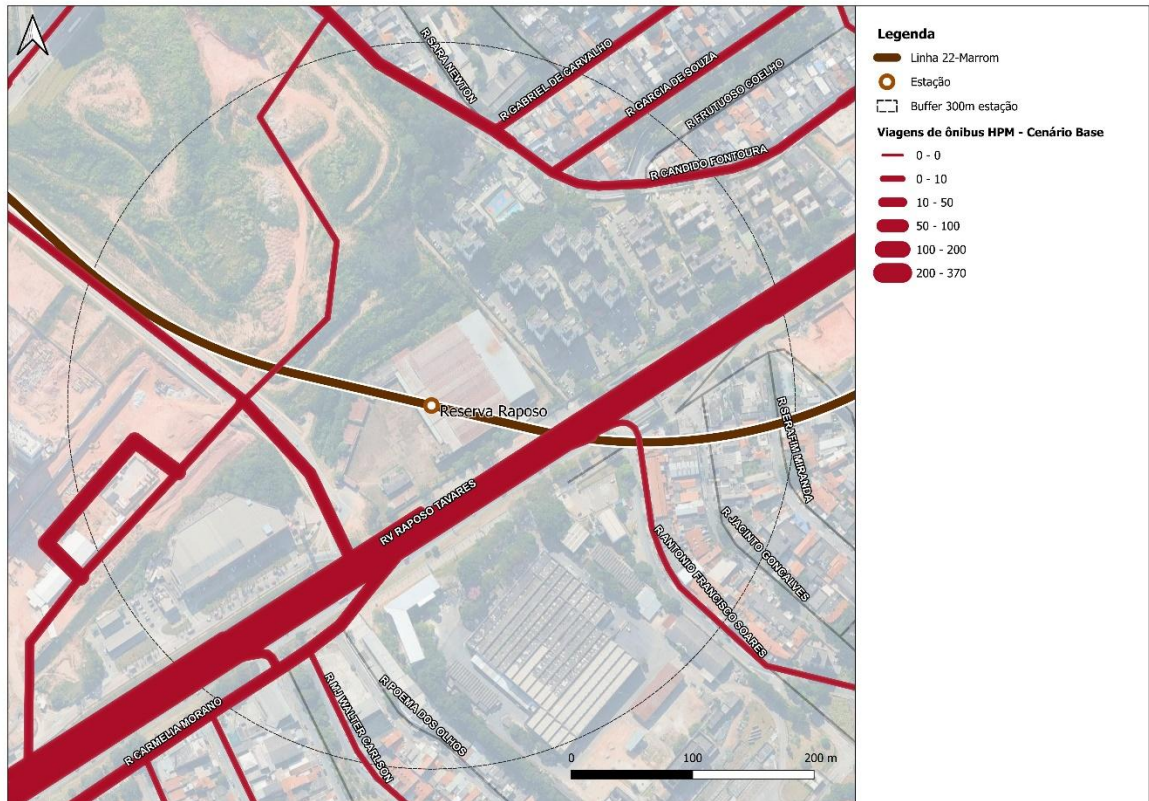 R SARA NEWTON
R GABRIEL DE CARVALHO
R GARCIA DE SOUZA
R FRUTUOSO COELHO
R CANDIDO FONTOURA
Reserva Raposo
RV RAPOSO TAVARES
R SERAFIM MIRANDA
R JACINTO GONCALVES
R ANTONIO FRANCISCO SOARES
R CARMELIA MORANO
R MJ WALTER CARLSON
R POEMA DOS OLHOS
0 100 200 m
Legenda
Linha 22-Marrom
Estação
Buffer 300m estação
Viagens de ônibus HPM - Cenário Base
0 - 0
0 - 10
10 - 50
50 - 100
100 - 200
200 - 370